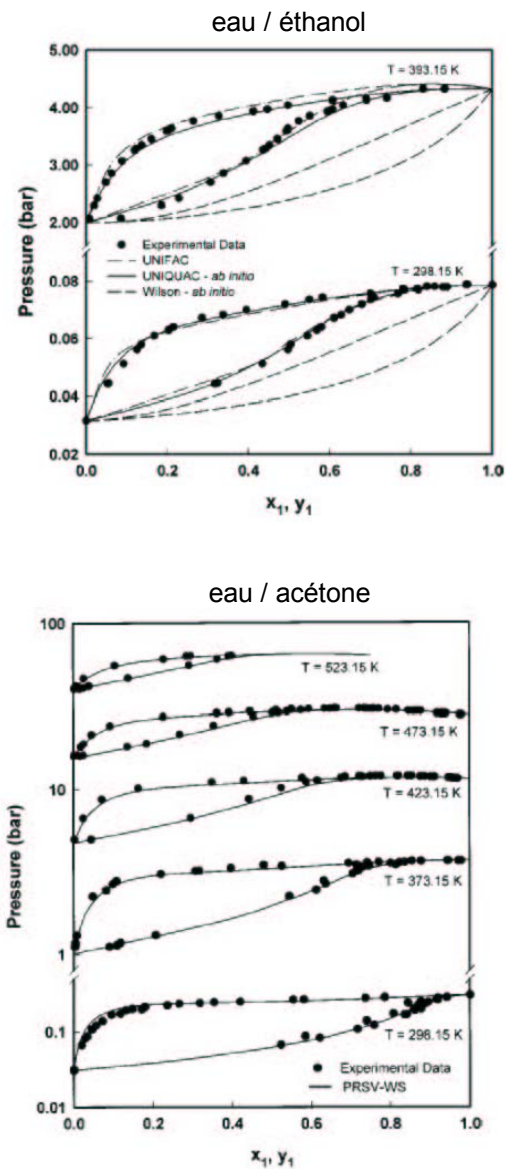 eau / éthanol
5.00
T = 393.15 K
4.00
3.00
2.00
Experimental Data
UNIFAC
UNIQUAC - ab initio
Wilson - ab initio
T = 298.15 K
0.08
0.06
0.04
0.02
Pressure (bar)
0.0 0.2 0.4 0.6 0.8 1.0
x₁, y₁
eau / acétone
100
T = 523.15 K
T = 473.15 K
10
T = 423.15 K
T = 373.15 K
1
T = 298.15 K
0.1
Experimental Data
PRSV-WS
0.01
Pressure (bar)
0.0 0.2 0.4 0.6 0.8 1.0
x₁, y₁